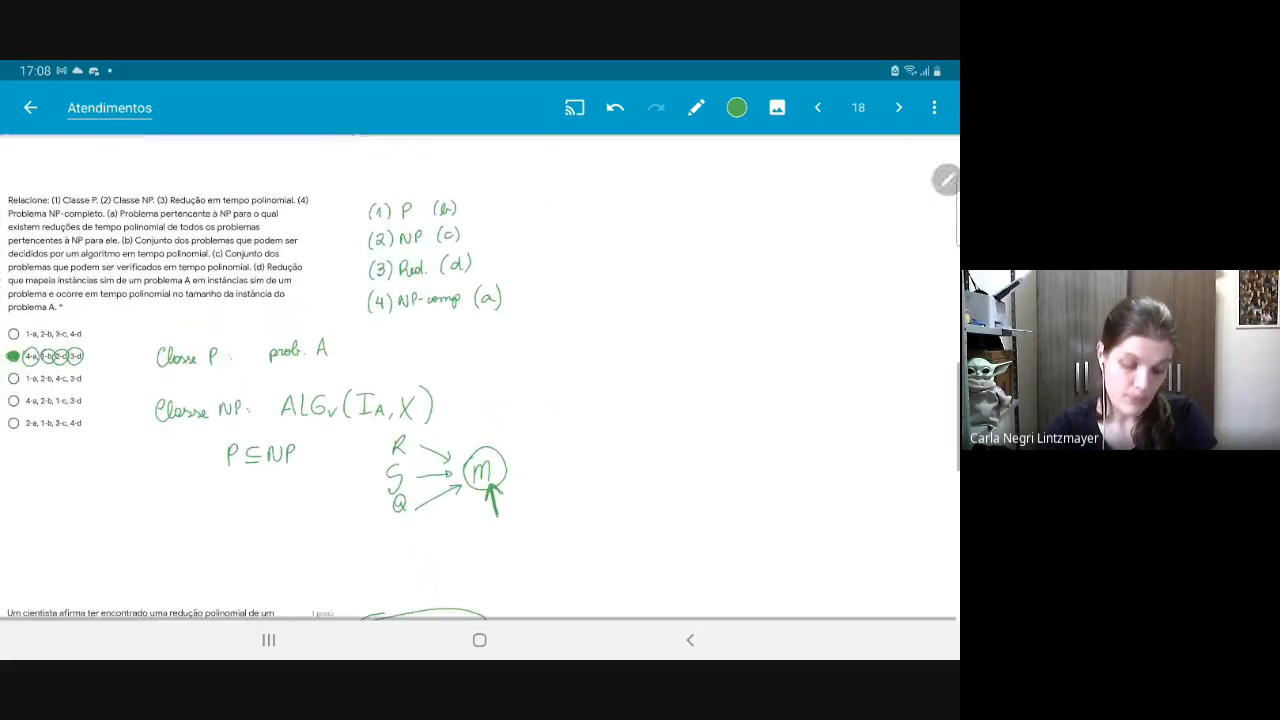 17:08
Atendimentos
18
Relacione: (1) Classe P. (2) Classe NP. (3) Redução em tempo polinomial. (4)
Problema NP-completo. (a) Problema pertencente à NP para o qual
existem reduções de tempo polinomial de todos os problemas
pertencentes à NP para ele. (b) Conjunto dos problemas que podem ser
decididos por um algoritmo em tempo polinomial. (c) Conjunto dos
problemas que podem ser verificados em tempo polinomial. (d) Redução
que mapeia instâncias sim de um problema A em instâncias sim de um
problema e ocorre em tempo polinomial no tamanho da instância do
problema A. *
1-a, 2-b, 3-c, 4-d
4-a, 1-b, 2-c, 3-d
1-a, 2-b, 4-c, 3-d
4-a, 2-b, 1-c, 3-d
2-a, 1-b, 3-c, 4-d
(1) P (b)
(2) NP (c)
(3) Red. (d)
(4) NP-comp (a)
Classe P: prob. A
Classe NP: ALGv(IA, X)
P ⊆ NP
R
S
Q
M
Um cientista afirma ter encontrado uma redução polinomial de um
Carla Negri Lintzmayer